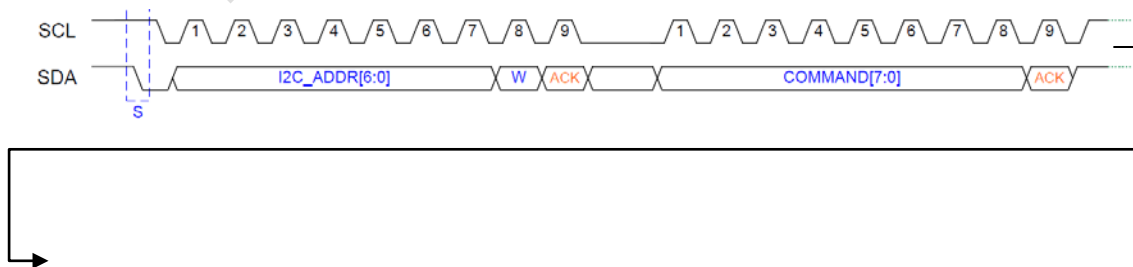 SCL 1 2 3 4 5 6 7 8 9 1 2 3 4 5 6 7 8 9
SDA I2C_ADDR[6:0] W ACK COMMAND[7:0] ACK
S